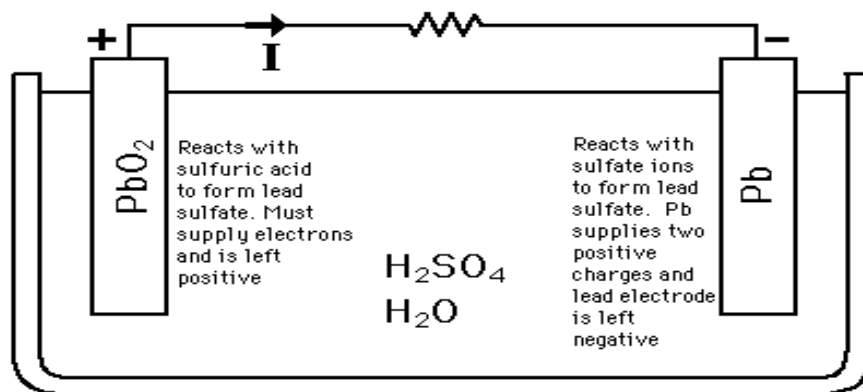 +
I
-
PbO₂
Reacts with
sulfuric acid
to form lead
sulfate. Must
supply electrons
and is left
positive
H₂SO₄
H₂O
Reacts with
sulfate ions
to form lead
sulfate. Pb
supplies two
positive
charges and
lead electrode
is left
negative
Pb